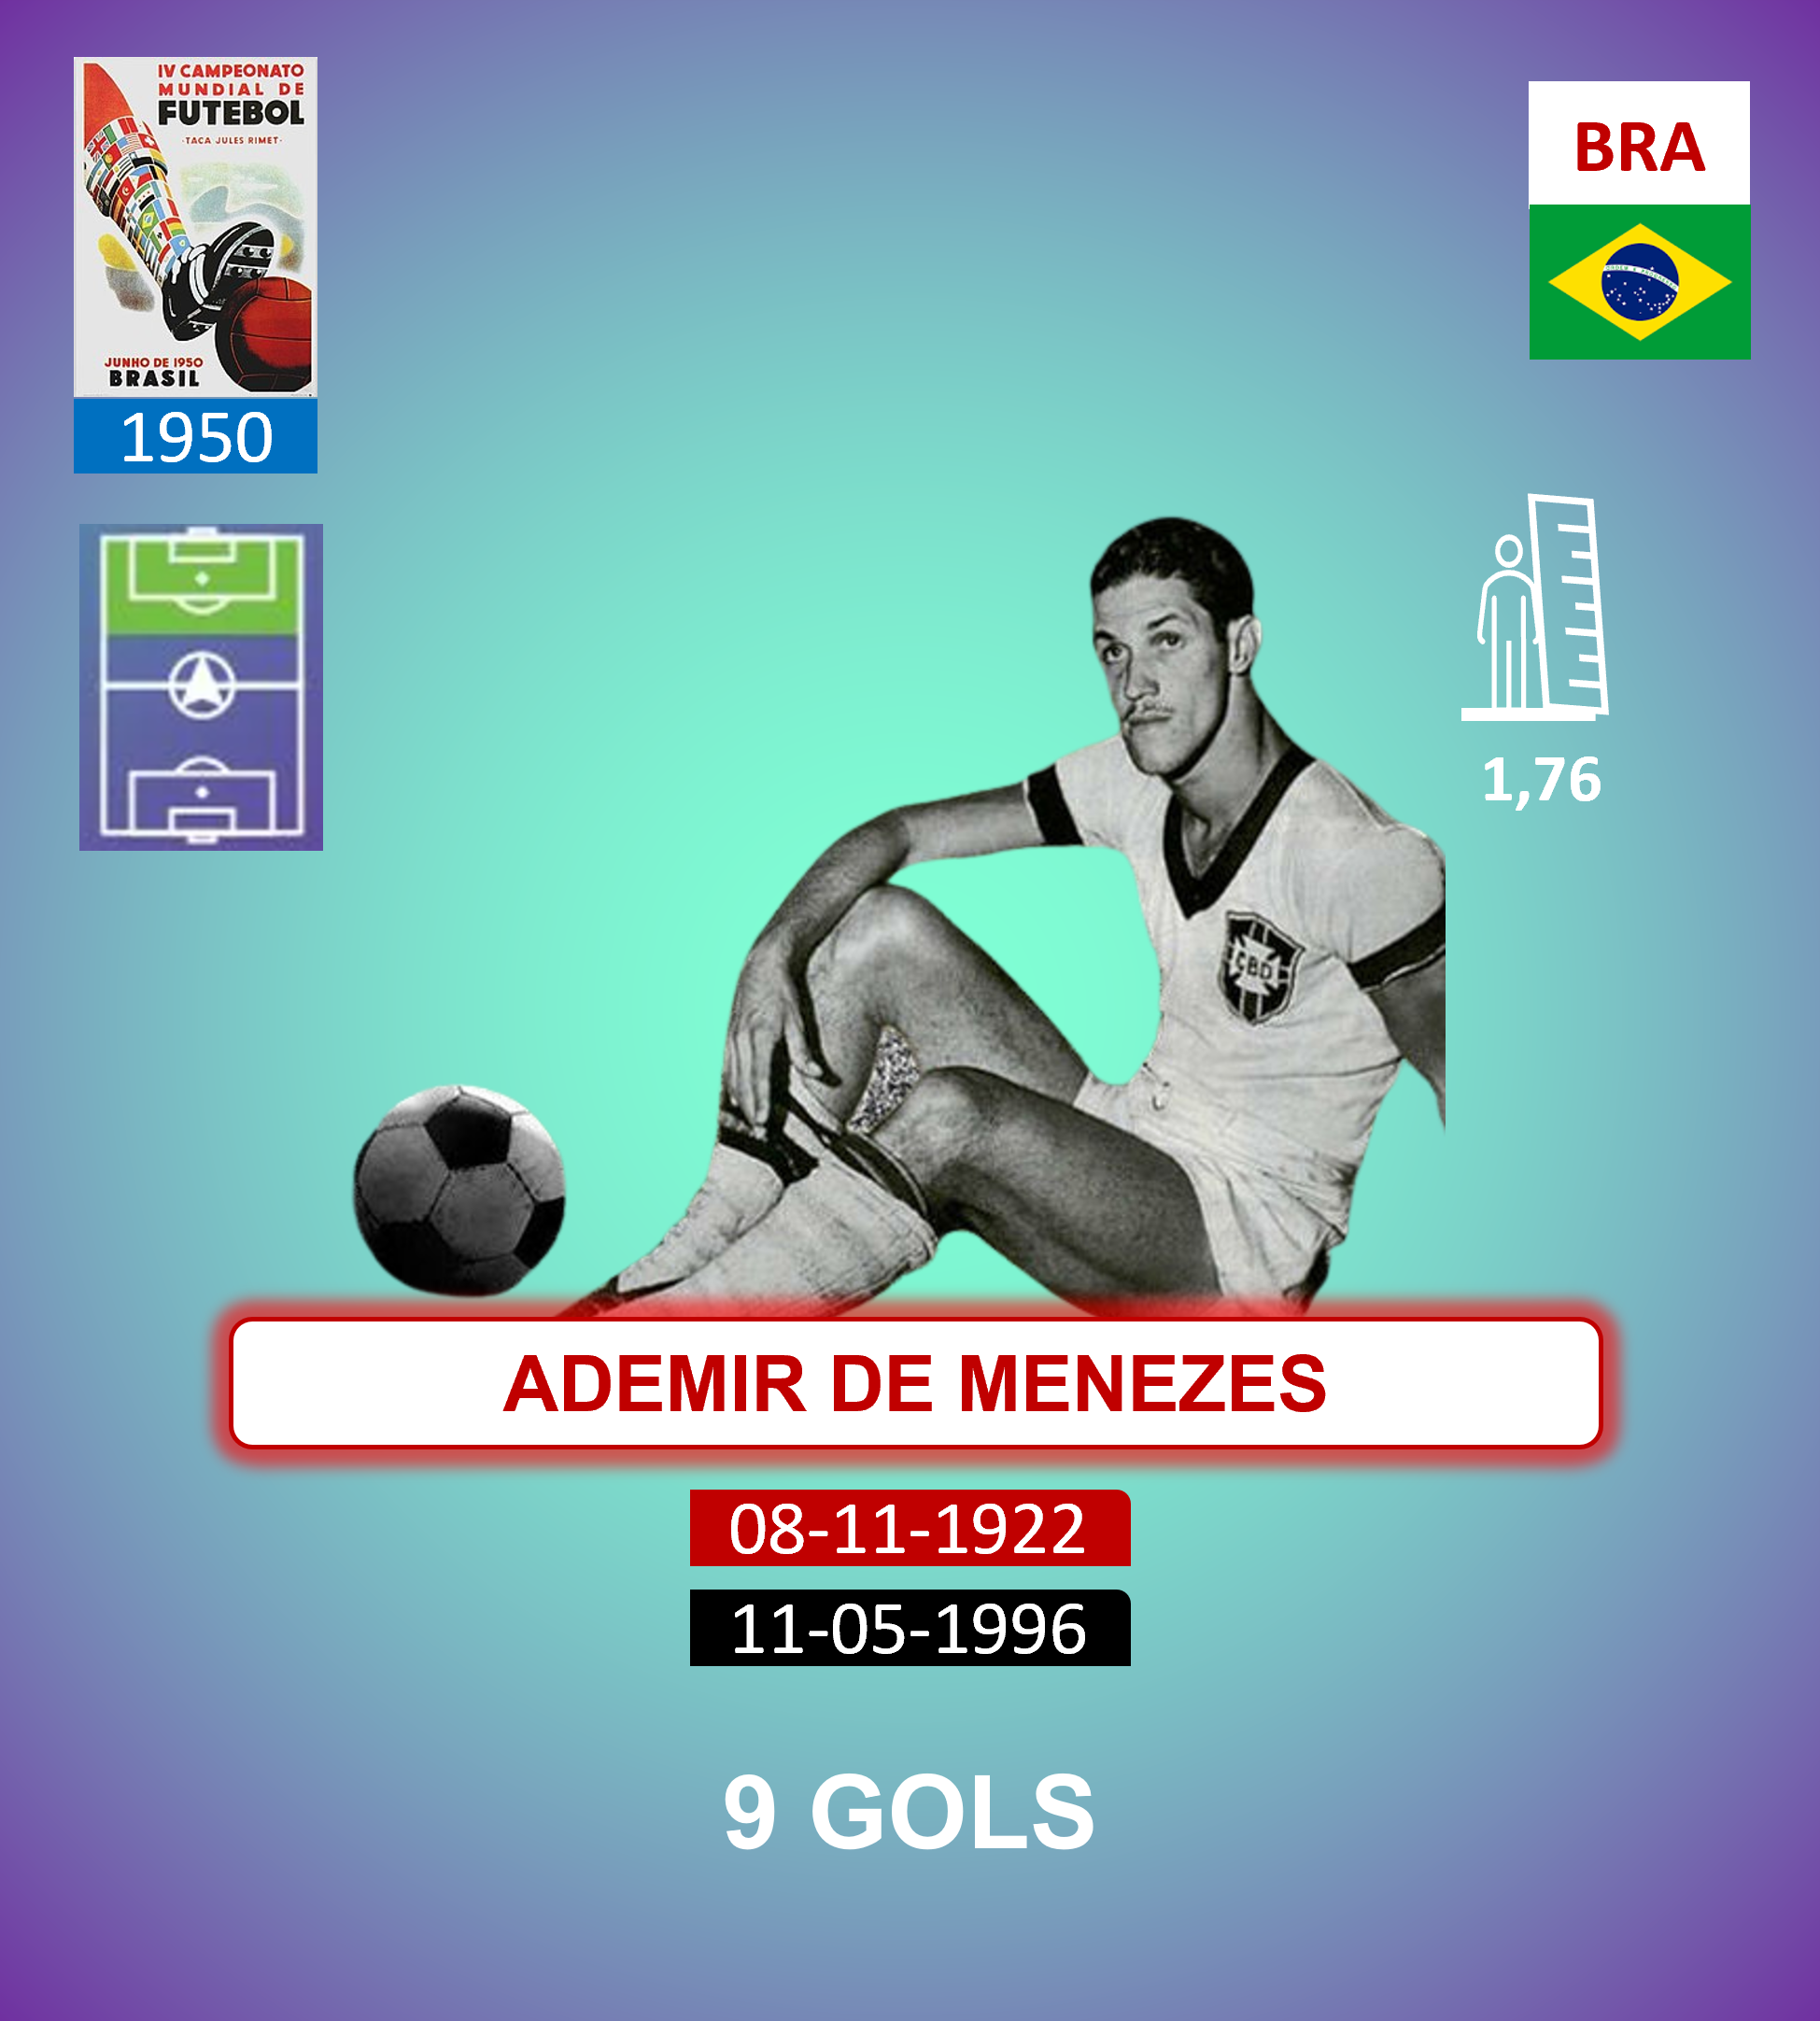 IV CAMPEONATO
MUNDIAL DE
FUTEBOL
·TACA JULES RIMET·
JUNHO DE 1950
BRASIL
1950
BRA
1,76
CBD
ADEMIR DE MENEZES
08-11-1922
11-05-1996
9 GOLS